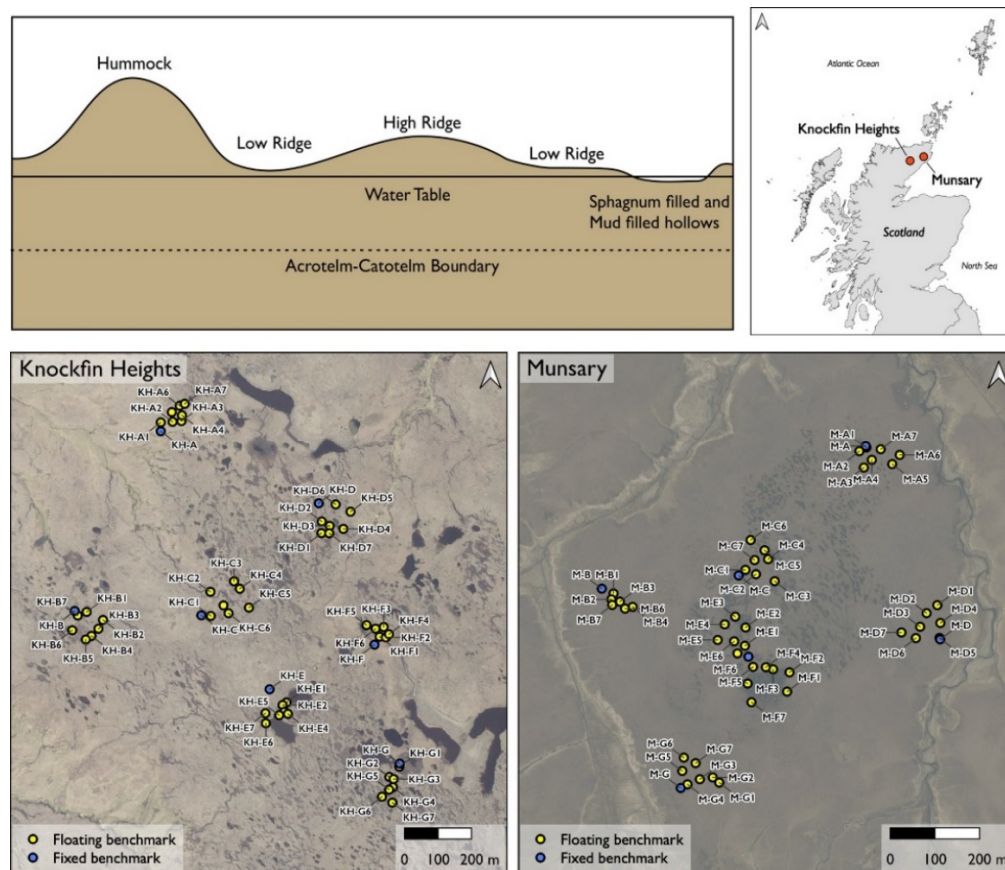 Hummock
Low Ridge
High Ridge
Low Ridge
Water Table
Sphagnum filled and
Mud filled hollows
Acrotelm-Catotelm Boundary
Atlantic Ocean
Knockfin Heights
Munsary
Scotland
North Sea
Knockfin Heights
KH-A6
KH-A7
KH-A2
KH-A3
KH-A1
KH-A4
KH-A
KH-D6
KH-D
KH-D2
KH-D5
KH-D3
KH-D4
KH-D1
KH-D7
KH-C3
KH-C2
KH-C4
KH-C1
KH-C5
KH-C
KH-C6
KH-B7
KH-B1
KH-B3
KH-B
KH-B2
KH-B6
KH-B4
KH-B5
KH-F3
KH-F5
KH-F4
KH-F6
KH-F2
KH-F
KH-F1
KH-E
KH-E1
KH-E5
KH-E2
KH-E7
KH-E4
KH-E6
KH-G
KH-G1
KH-G2
KH-G5
KH-G3
KH-G6
KH-G4
KH-G7
Floating benchmark
Fixed benchmark
0 100 200 m
Munsary
M-A1
M-A
M-A7
M-A2
M-A6
M-A3
M-A4
M-A5
M-C6
M-C7
M-C4
M-C1
M-C5
M-C2
M-C
M-C3
M-B
M-B1
M-B3
M-B2
M-B6
M-B7
M-B4
M-E3
M-E2
M-E4
M-E1
M-E5
M-E6
M-F4
M-F6
M-F2
M-F5
M-F3
M-F1
M-F7
M-D1
M-D2
M-D4
M-D3
M-D
M-D7
M-D6
M-D5
M-G6
M-G7
M-G5
M-G3
M-G
M-G2
M-G4
M-G1
Floating benchmark
Fixed benchmark
0 100 200 m